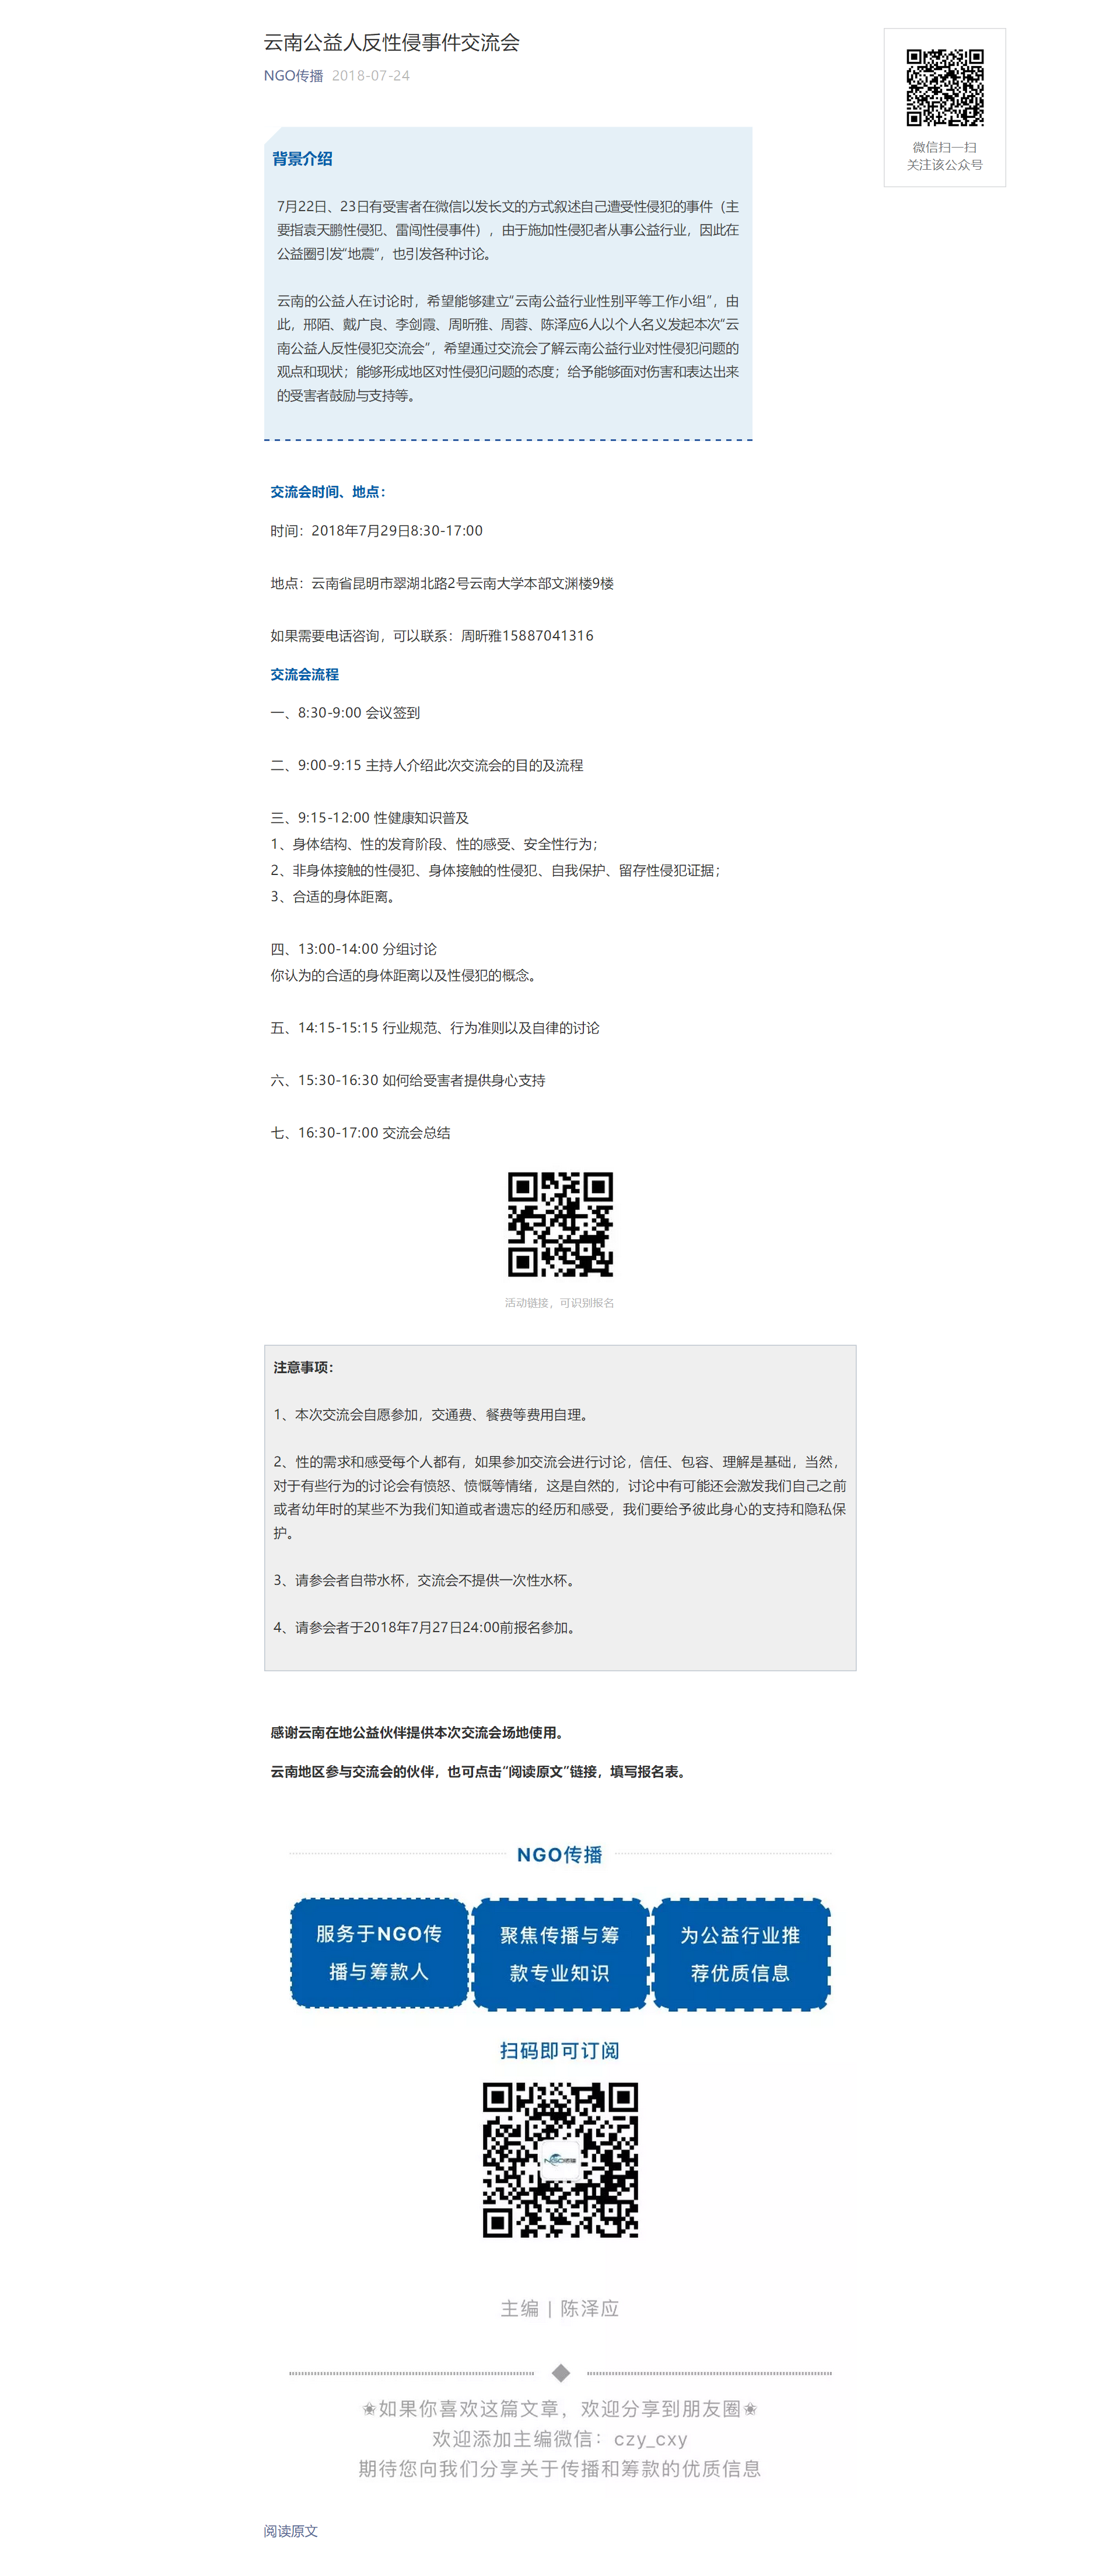 云南公益人反性侵事件交流会
NGO传播 2018-07-24
微信扫一扫
关注该公众号
背景介绍
7月22日、23日有受害者在微信以发长文的方式叙述自己遭受性侵犯的事件（主
要指袁天鹏性侵犯、雷闯性侵事件），由于施加性侵犯者从事公益行业，因此在
公益圈引发“地震”，也引发各种讨论。
云南的公益人在讨论时，希望能够建立“云南公益行业性别平等工作小组”，由
此，邢陌、戴广良、李剑霞、周昕雅、周蓉、陈泽应6人以个人名义发起本次“云
南公益人反性侵犯交流会”，希望通过交流会了解云南公益行业对性侵犯问题的
观点和现状；能够形成地区对性侵犯问题的态度；给予能够面对伤害和表达出来
的受害者鼓励与支持等。
交流会时间、地点：
时间：2018年7月29日8:30-17:00
地点：云南省昆明市翠湖北路2号云南大学本部文渊楼9楼
如果需要电话咨询，可以联系：周昕雅15887041316
交流会流程
一、8:30-9:00 会议签到
二、9:00-9:15 主持人介绍此次交流会的目的及流程
三、9:15-12:00 性健康知识普及
1、身体结构、性的发育阶段、性的感受、安全性行为；
2、非身体接触的性侵犯、身体接触的性侵犯、自我保护、留存性侵犯证据；
3、合适的身体距离。
四、13:00-14:00 分组讨论
你认为的合适的身体距离以及性侵犯的概念。
五、14:15-15:15 行业规范、行为准则以及自律的讨论
六、15:30-16:30 如何给受害者提供身心支持
七、16:30-17:00 交流会总结
活动链接，可识别报名
注意事项：
1、本次交流会自愿参加，交通费、餐费等费用自理。
2、性的需求和感受每个人都有，如果参加交流会进行讨论，信任、包容、理解是基础，当然，
对于有些行为的讨论会有愤怒、愤慨等情绪，这是自然的，讨论中有可能还会激发我们自己之前
或者幼年时的某些不为我们知道或者遗忘的经历和感受，我们要给予彼此身心的支持和隐私保
护。
3、请参会者自带水杯，交流会不提供一次性水杯。
4、请参会者于2018年7月27日24:00前报名参加。
感谢云南在地公益伙伴提供本次交流会场地使用。
云南地区参与交流会的伙伴，也可点击“阅读原文”链接，填写报名表。
NGO传播
服务于NGO传
播与筹款人
聚焦传播与筹
款专业知识
为公益行业推
荐优质信息
扫码即可订阅
NGO传播
主编 | 陈泽应
❀如果你喜欢这篇文章，欢迎分享到朋友圈❀
欢迎添加主编微信：czy_cxy
期待您向我们分享关于传播和筹款的优质信息
阅读原文